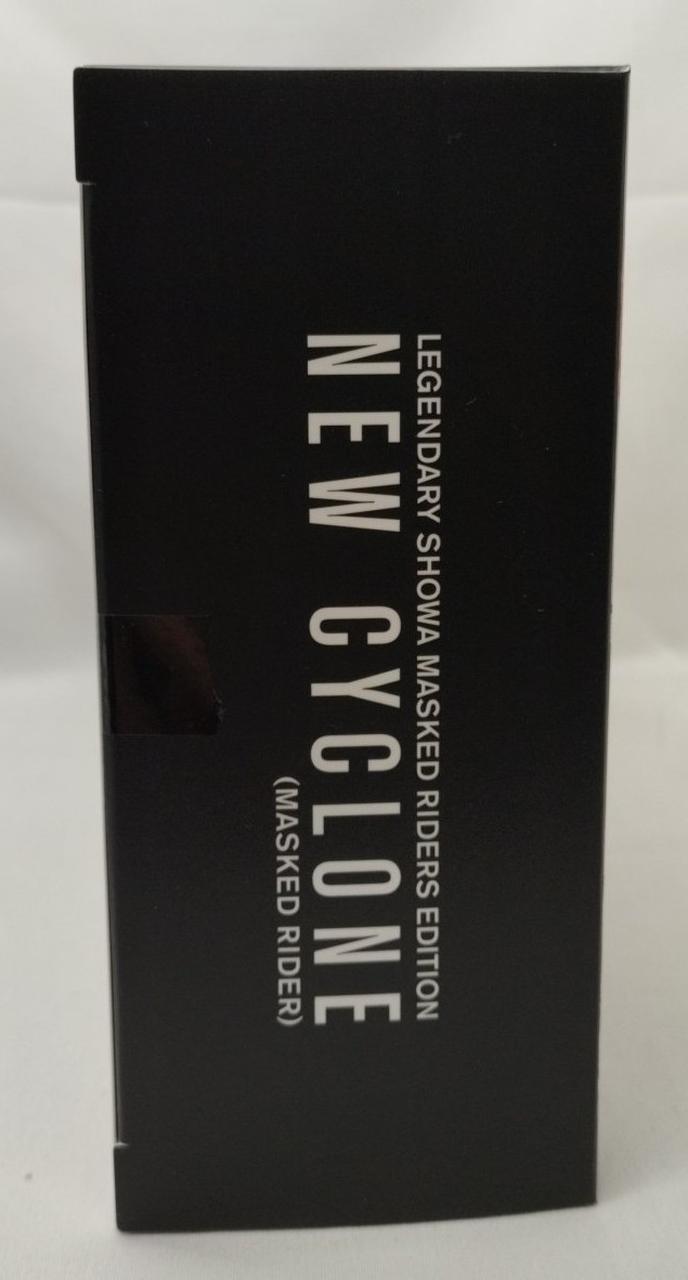 LEGENDARY SHOWA MASKED RIDERS EDITION
NEW CYCLONE
(MASKED RIDER)